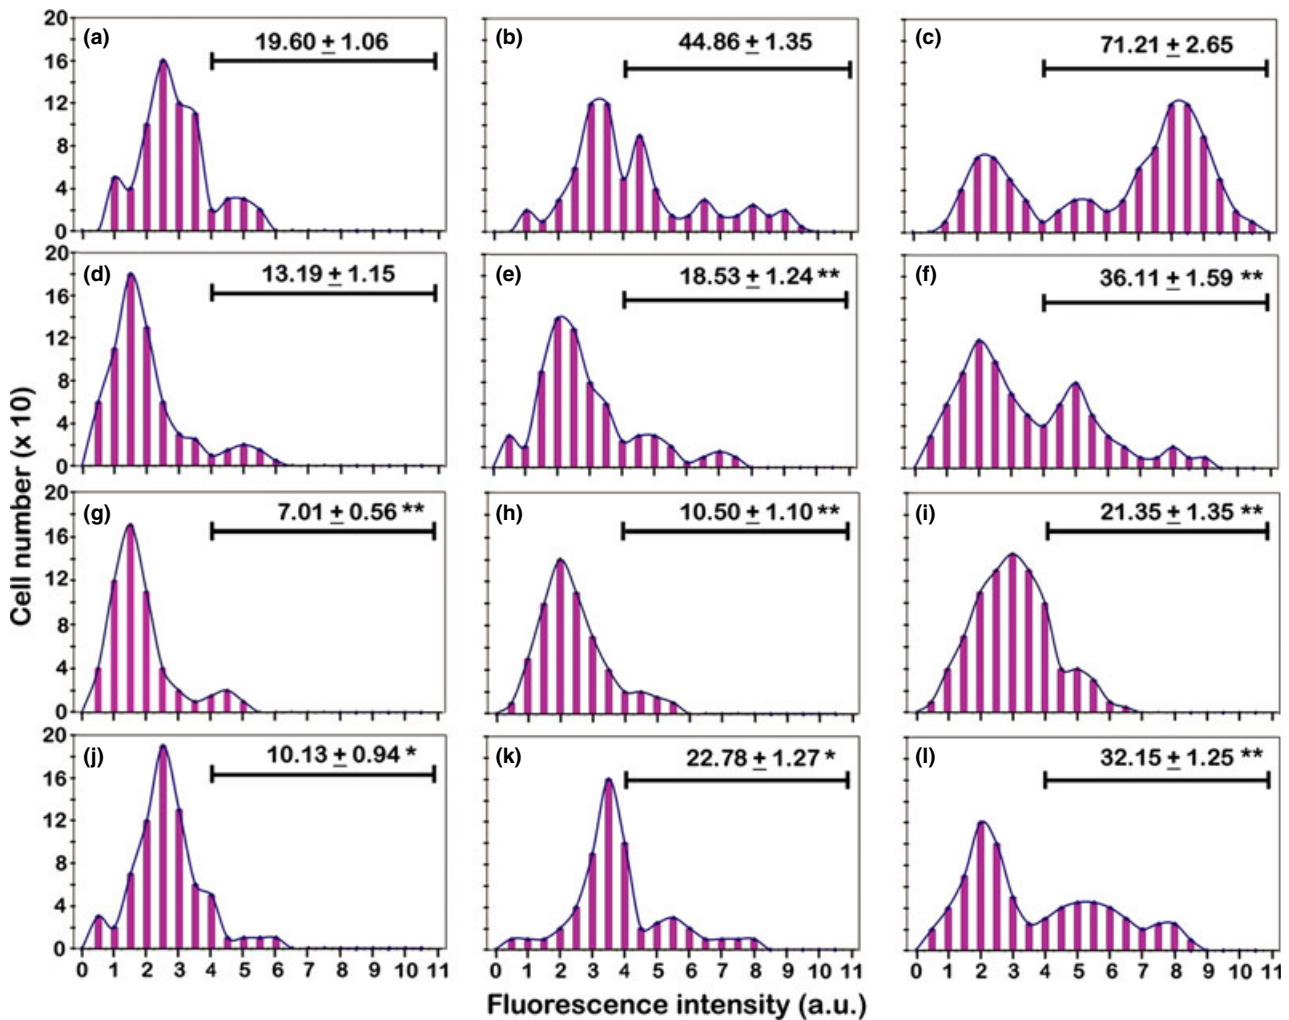 (a) 19.60 ± 1.06
(b) 44.86 ± 1.35
(c) 71.21 ± 2.65
20
16
12
8
4
0
(d) 13.19 ± 1.15
(e) 18.53 ± 1.24 **
(f) 36.11 ± 1.59 **
20
16
12
8
4
0
(g) 7.01 ± 0.56 **
(h) 10.50 ± 1.10 **
(i) 21.35 ± 1.35 **
20
16
12
8
4
0
(j) 10.13 ± 0.94 *
(k) 22.78 ± 1.27 *
(l) 32.15 ± 1.25 **
20
16
12
8
4
0
0 1 2 3 4 5 6 7 8 9 10 11
0 1 2 3 4 5 6 7 8 9 10 11
0 1 2 3 4 5 6 7 8 9 10 11
Cell number (x 10)
Fluorescence intensity (a.u.)